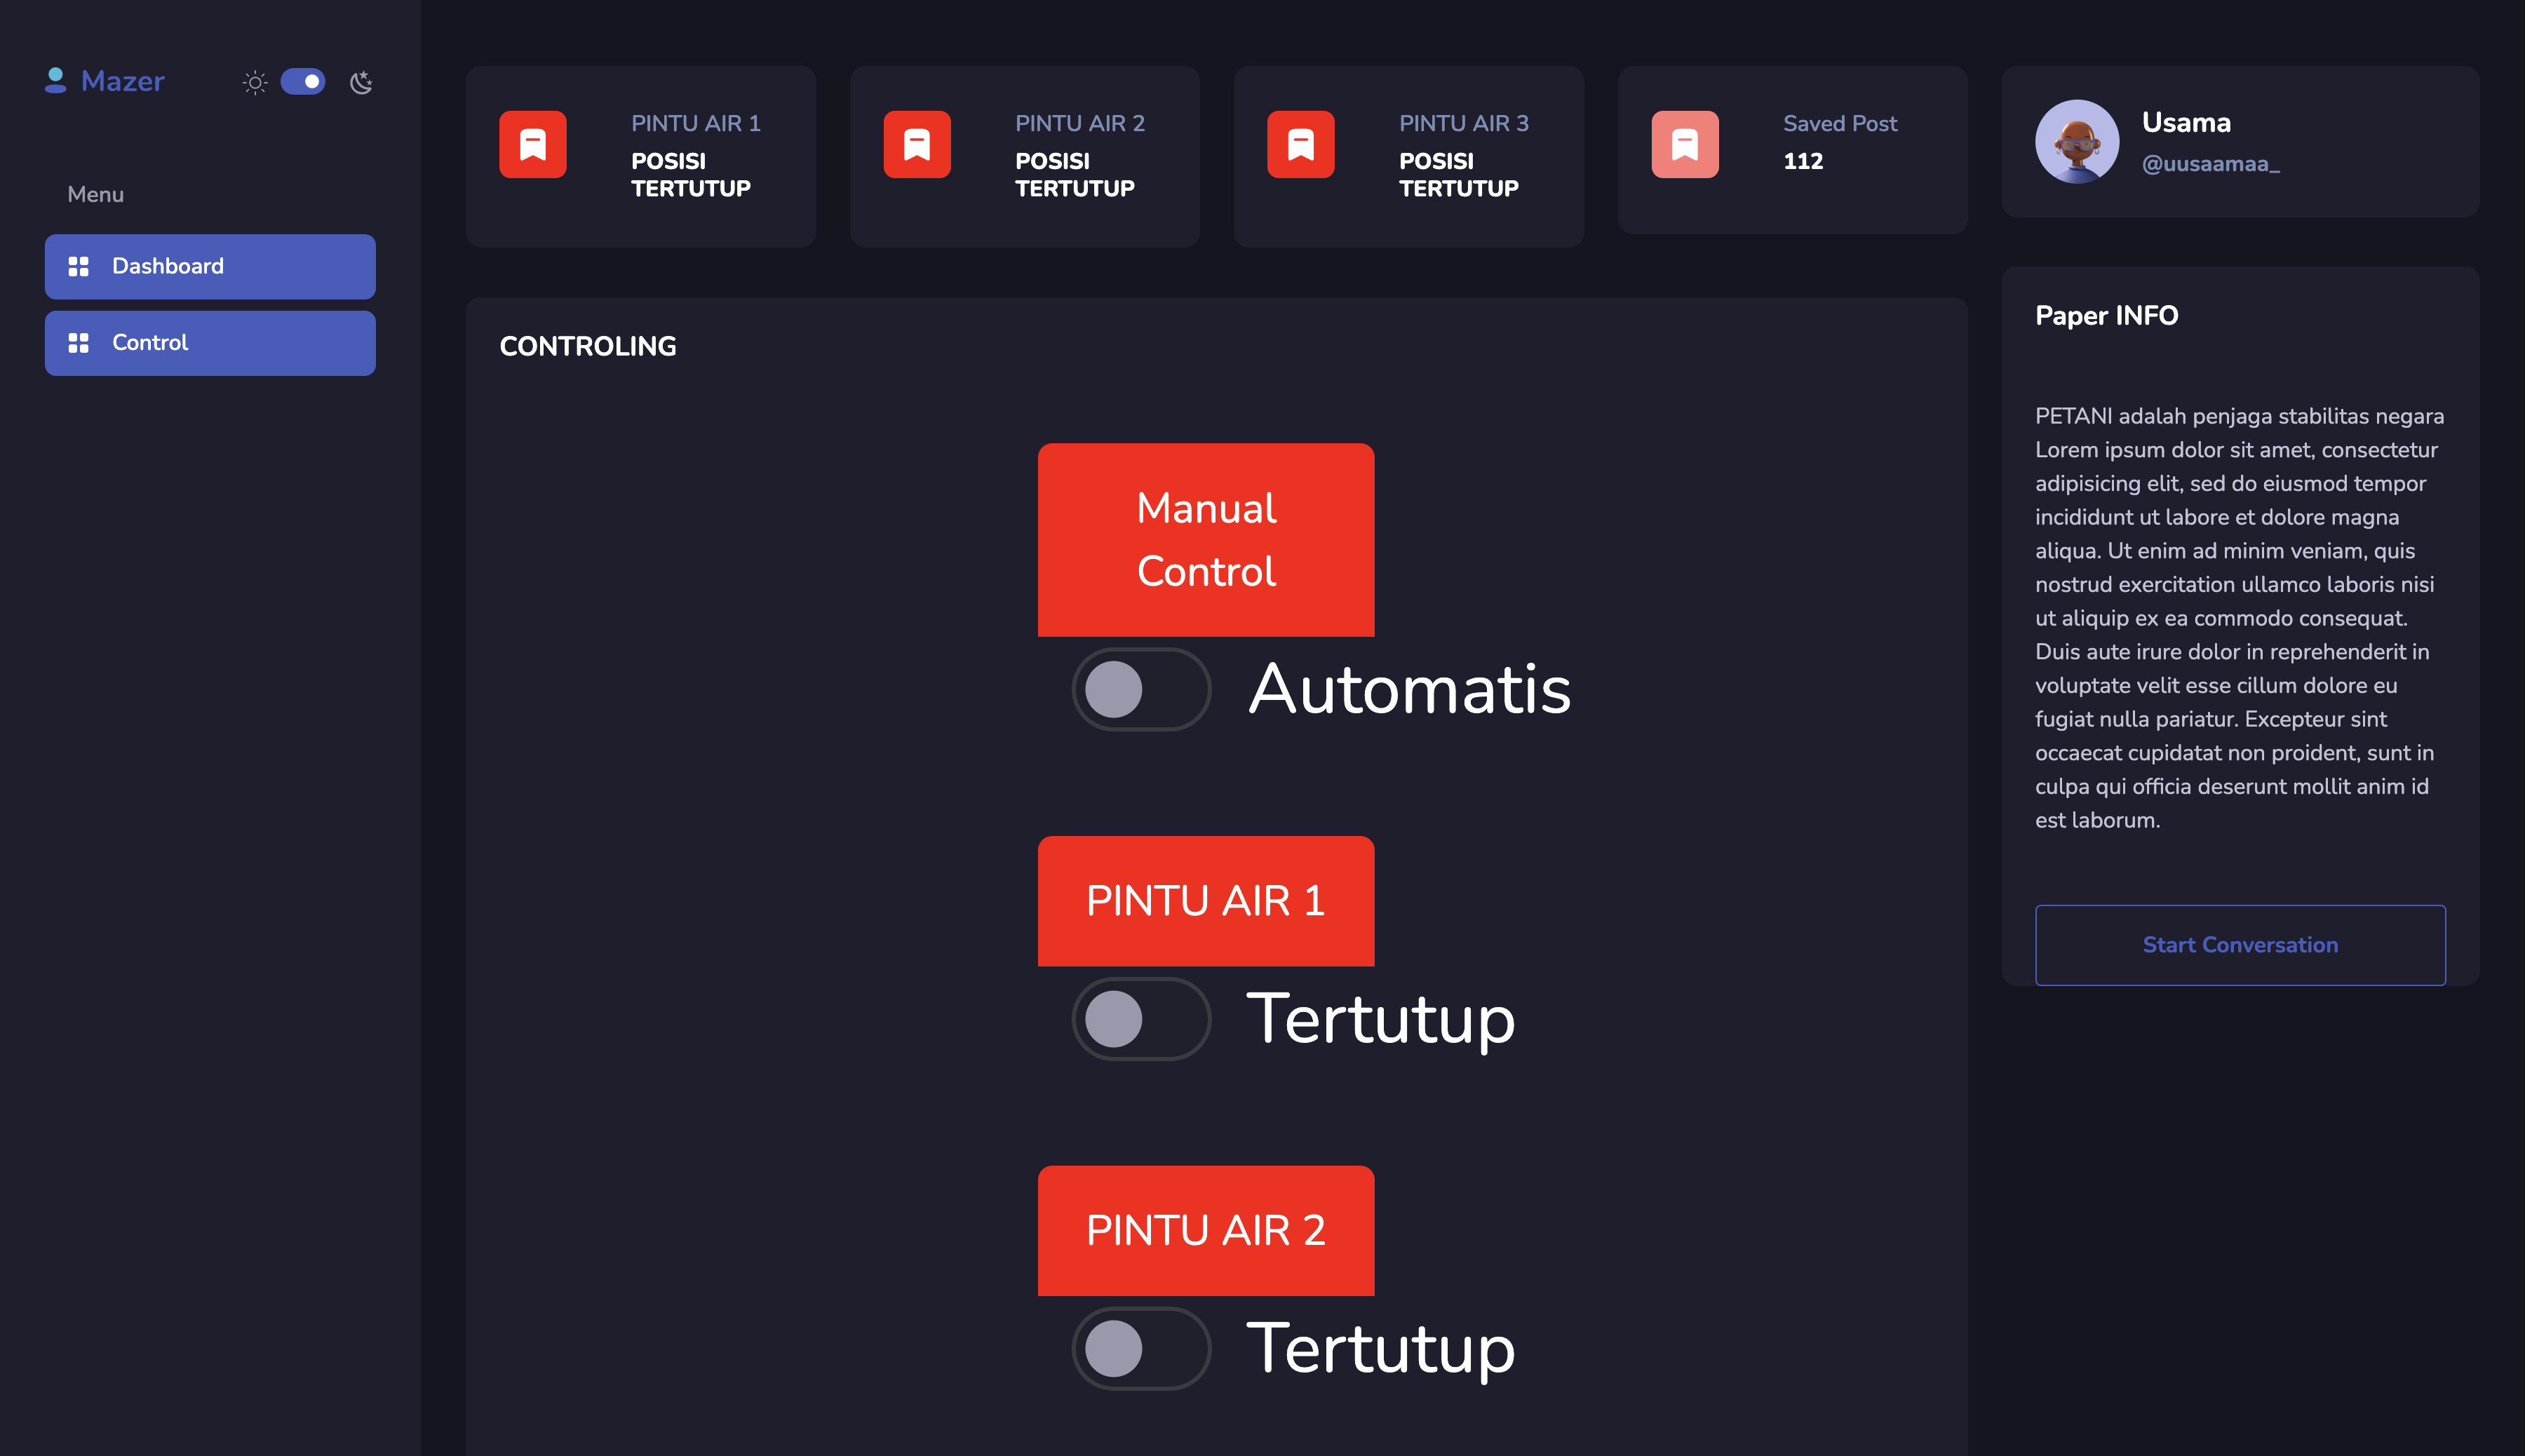 Mazer
Menu
Dashboard
Control
PINTU AIR 1
POSISI
TERTUTUP
PINTU AIR 2
POSISI
TERTUTUP
PINTU AIR 3
POSISI
TERTUTUP
Saved Post
112
Usama
@uusaamaa_
CONTROLING
Manual
Control
Automatis
PINTU AIR 1
Tertutup
PINTU AIR 2
Tertutup
Paper INFO
PETANI adalah penjaga stabilitas negara
Lorem ipsum dolor sit amet, consectetur
adipisicing elit, sed do eiusmod tempor
incididunt ut labore et dolore magna
aliqua. Ut enim ad minim veniam, quis
nostrud exercitation ullamco laboris nisi
ut aliquip ex ea commodo consequat.
Duis aute irure dolor in reprehenderit in
voluptate velit esse cillum dolore eu
fugiat nulla pariatur. Excepteur sint
occaecat cupidatat non proident, sunt in
culpa qui officia deserunt mollit anim id
est laborum.
Start Conversation